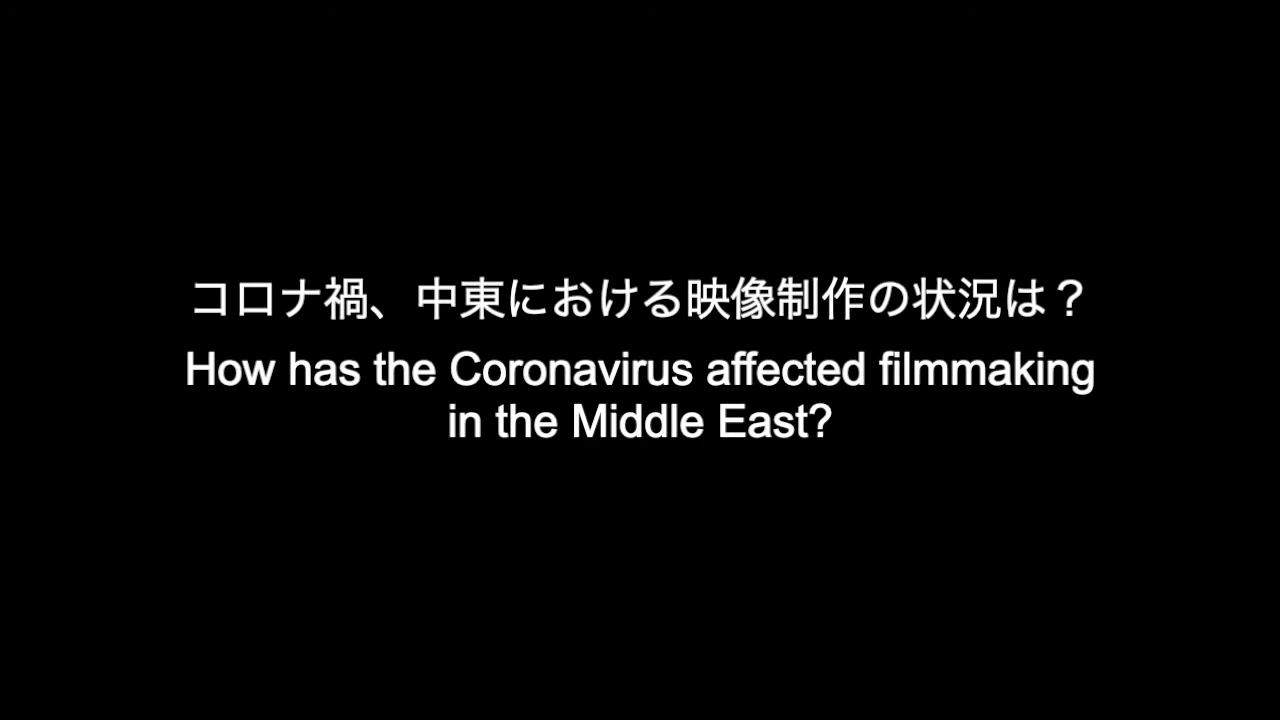 コロナ禍、中東における映像制作の状況は？
How has the Coronavirus affected filmmaking
in the Middle East?